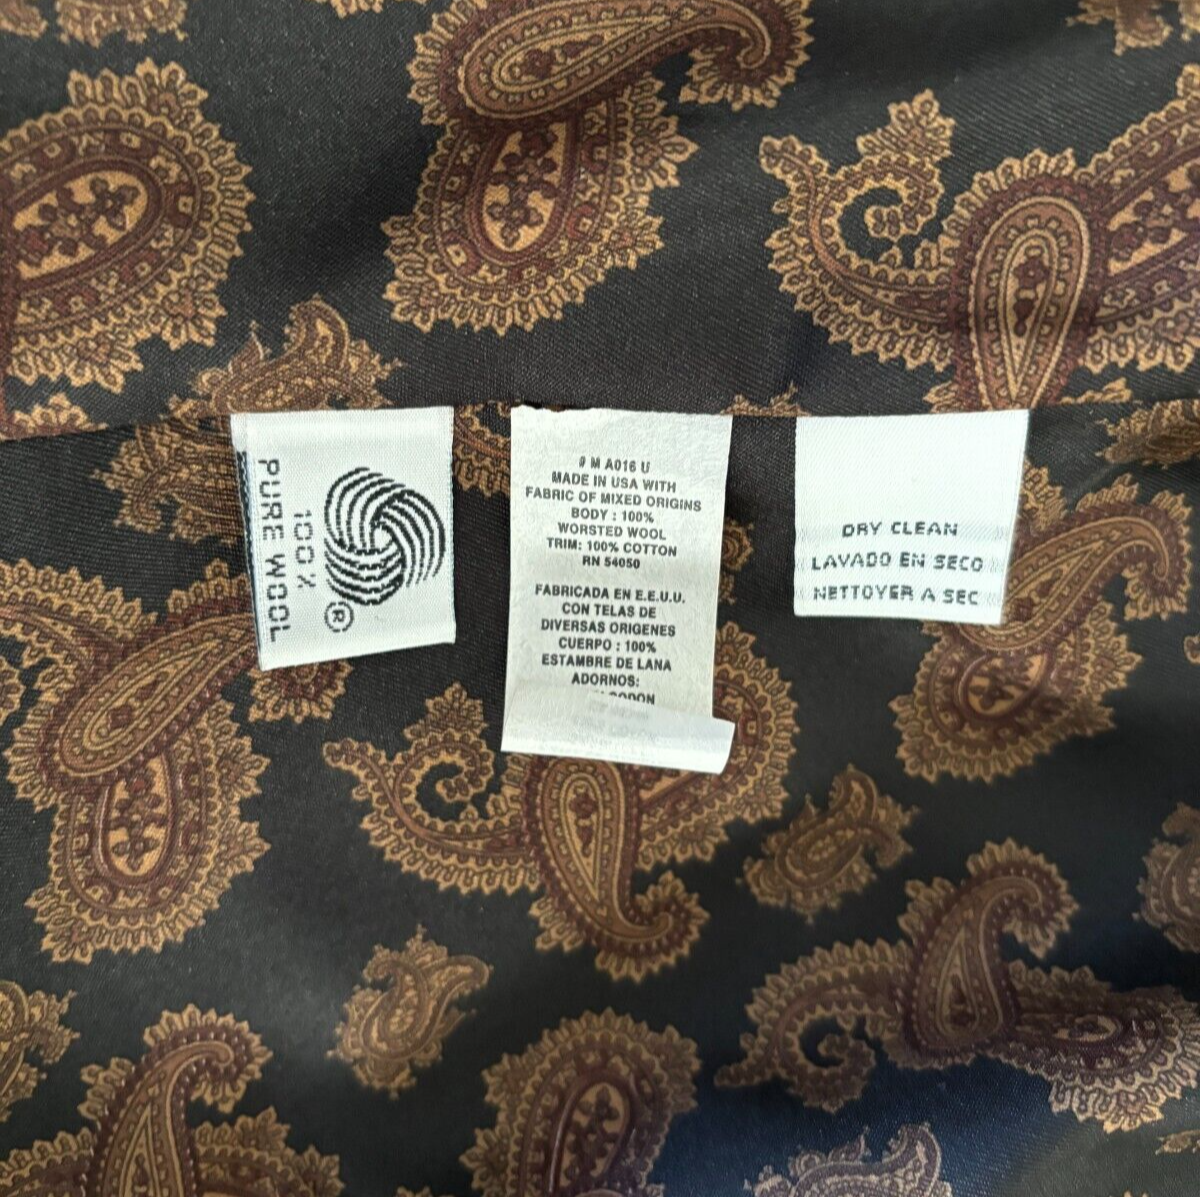 100%
PURE WOOL
®
MADE IN USA WITH
FABRIC OF MIXED ORIGINS
BODY : 100%
WORSTED WOOL
TRIM: 100% COTTON
RN 54050
FABRICADA EN E.E.U.U.
CON TELAS DE
DIVERSAS ORIGENES
CUERPO : 100%
ESTAMBRE DE LANA
ADORNOS:
DRY CLEAN
LAVADO EN SECO
NETTOYER A SEC